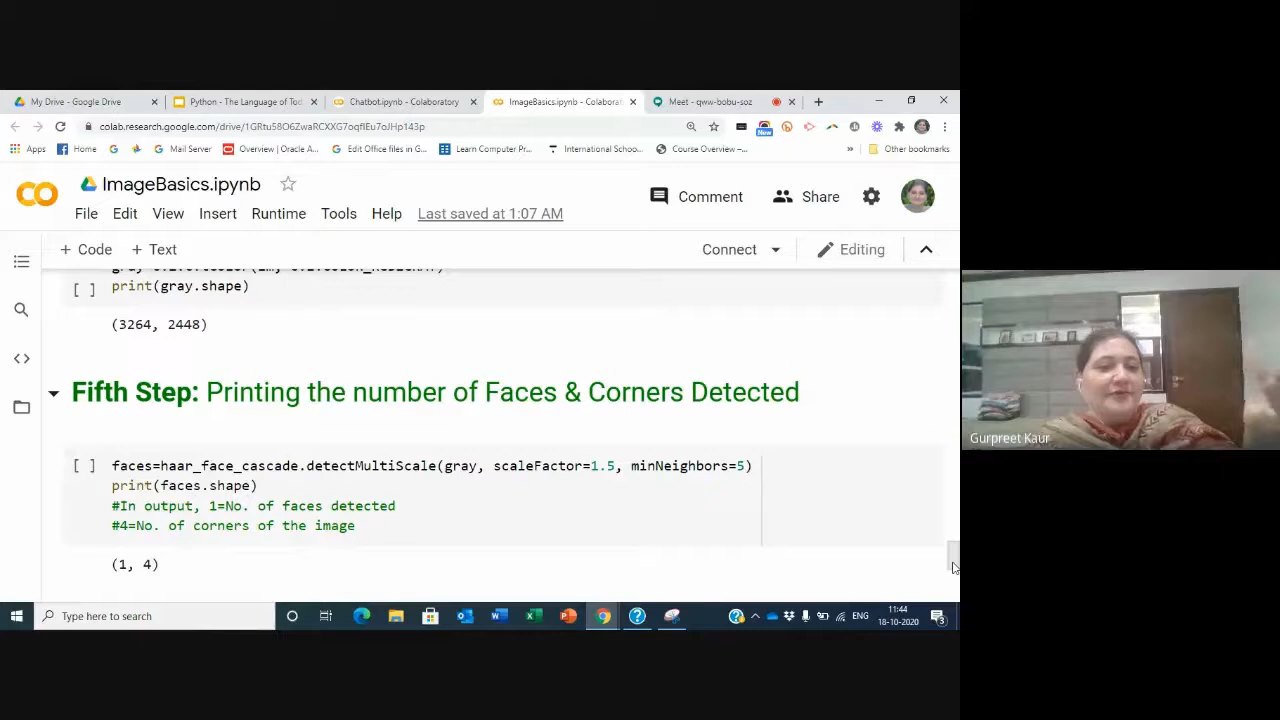 My Drive - Google Drive
Python - The Language of Tod
Chatbot.ipynb - Colaboratory
ImageBasics.ipynb - Colaborat
Meet - qww-bobu-soz
colab.research.google.com/drive/
New
Apps
Home
G
Mail Server
Overview | Oracle A...
Edit Office files in G...
Learn Computer Pr...
International Schoo...
Course Overview –...
Other bookmarks
ImageBasics.ipynb
Comment
Share
File Edit View Insert Runtime Tools Help Last saved at 1:07 AM
+ Code + Text
Connect
Editing
[ ] print(gray.shape)
(3264, 2448)
Fifth Step: Printing the number of Faces & Corners Detected
[ ] faces=haar_face_cascade.detectMultiScale(gray, scaleFactor=1.5, minNeighbors=5)
print(faces.shape)
#In output, 1=No. of faces detected
#4=No. of corners of the image
(1, 4)
Gurpreet Kaur
Type here to search
ENG
11:44
18-10-2020
3